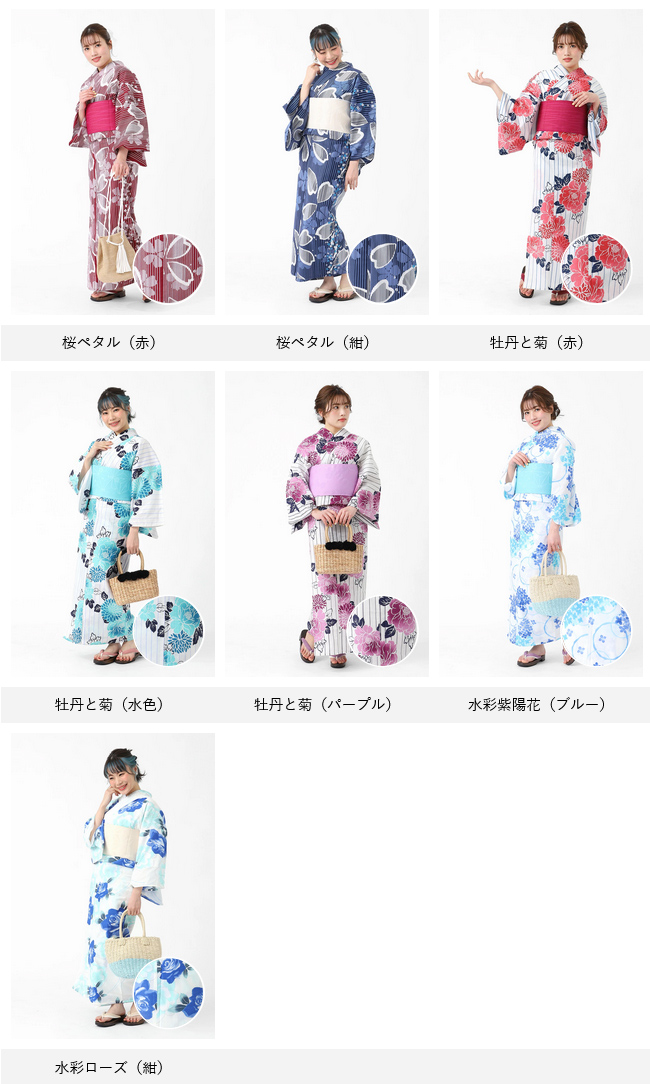 桜ペタル（赤）
桜ペタル（紺）
牡丹と菊（赤）
牡丹と菊（水色）
牡丹と菊（パープル）
水彩紫陽花（ブルー）
水彩ローズ（紺）